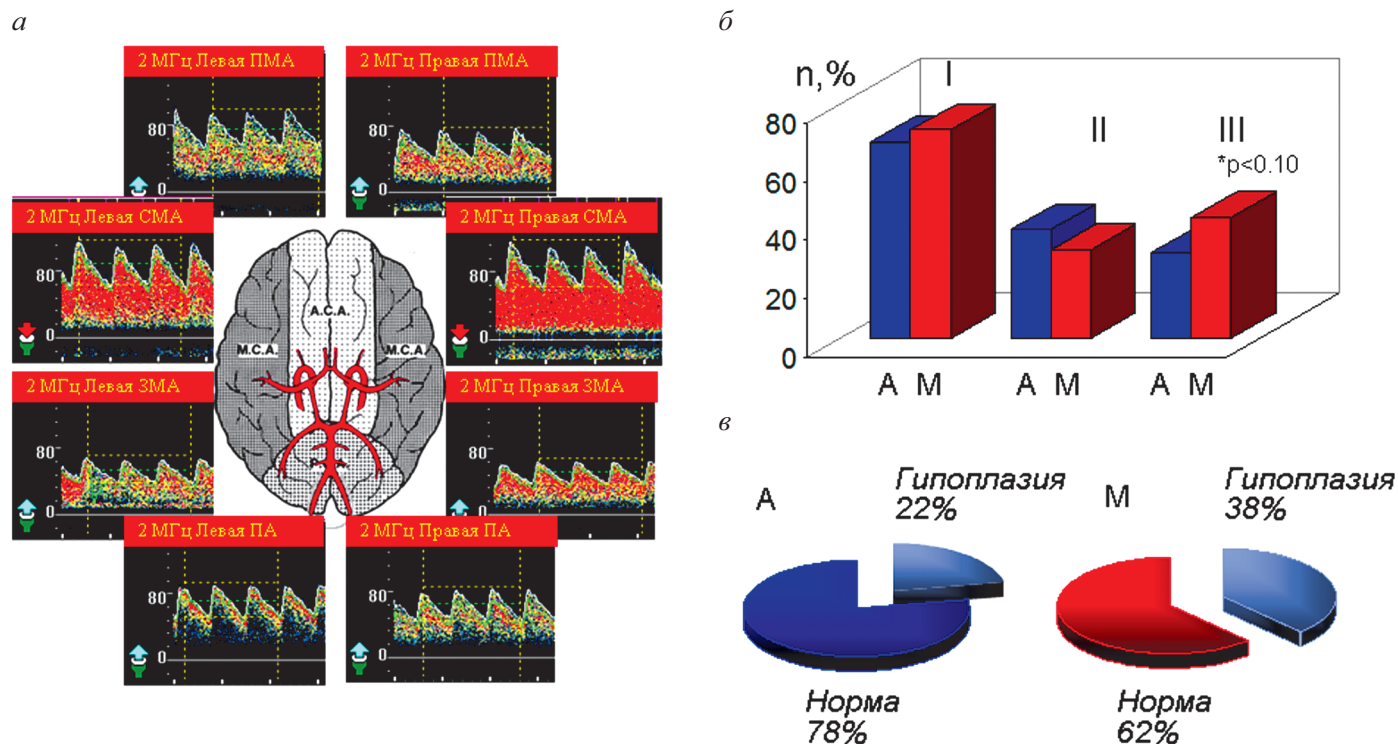 а
2 МГц Левая ПМА
80
0
2 МГц Правая ПМА
80
0
2 МГц Левая СМА
80
0
2 МГц Правая СМА
80
0
A.C.A.
M.C.A.
M.C.A.
2 МГц Левая ЗМА
80
0
2 МГц Правая ЗМА
80
0
2 МГц Левая ПА
80
0
2 МГц Правая ПА
80
0
б
n,%
I
II
III
*p<0.10
80
60
40
20
0
А М
А М
А М
в
А
Гипоплазия
22%
Норма
78%
М
Гипоплазия
38%
Норма
62%